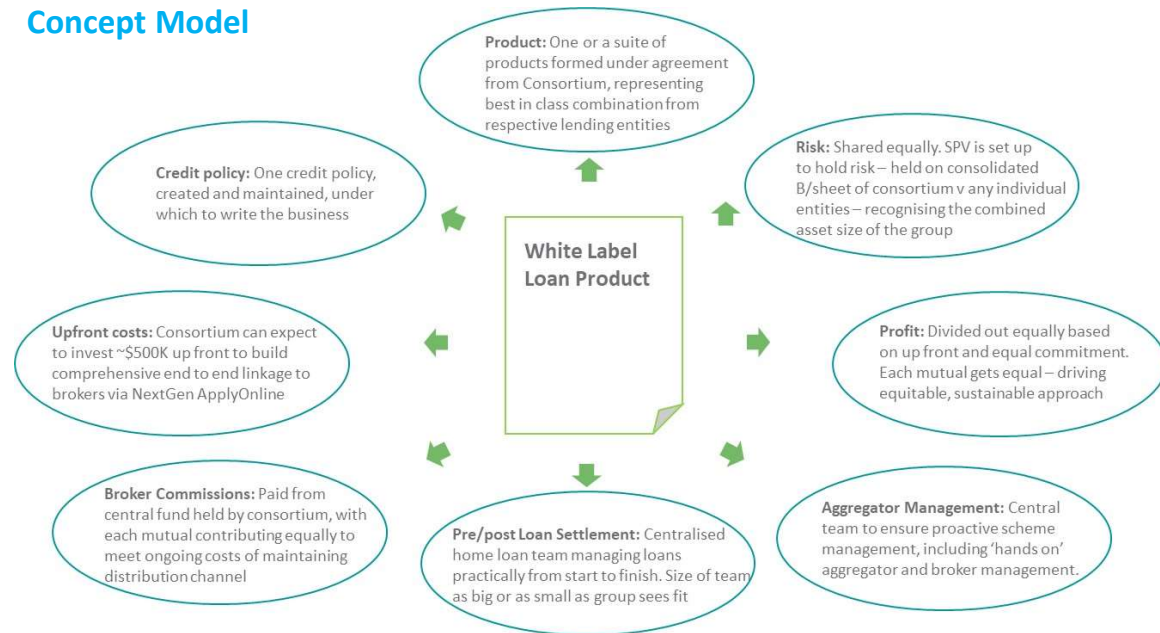 Concept Model
Product: One or a suite of
products formed under agreement
from Consortium, representing
best in class combination from
respective lending entities
Credit policy: One credit policy,
created and maintained, under
which to write the business
Risk: Shared equally. SPV is set up
to hold risk – held on consolidated
B/sheet of consortium v any individual
entities – recognising the combined
asset size of the group
White Label
Loan Product
Upfront costs: Consortium can expect
to invest ~$500K up front to build
comprehensive end to end linkage to
brokers via NextGen ApplyOnline
Profit: Divided out equally based
on up front and equal commitment.
Each mutual gets equal – driving
equitable, sustainable approach
Broker Commissions: Paid from
central fund held by consortium, with
each mutual contributing equally to
meet ongoing costs of maintaining
distribution channel
Pre/post Loan Settlement: Centralised
home loan team managing loans
practically from start to finish. Size of team
as big or as small as group sees fit
Aggregator Management: Central
team to ensure proactive scheme
management, including ‘hands on’
aggregator and broker management.